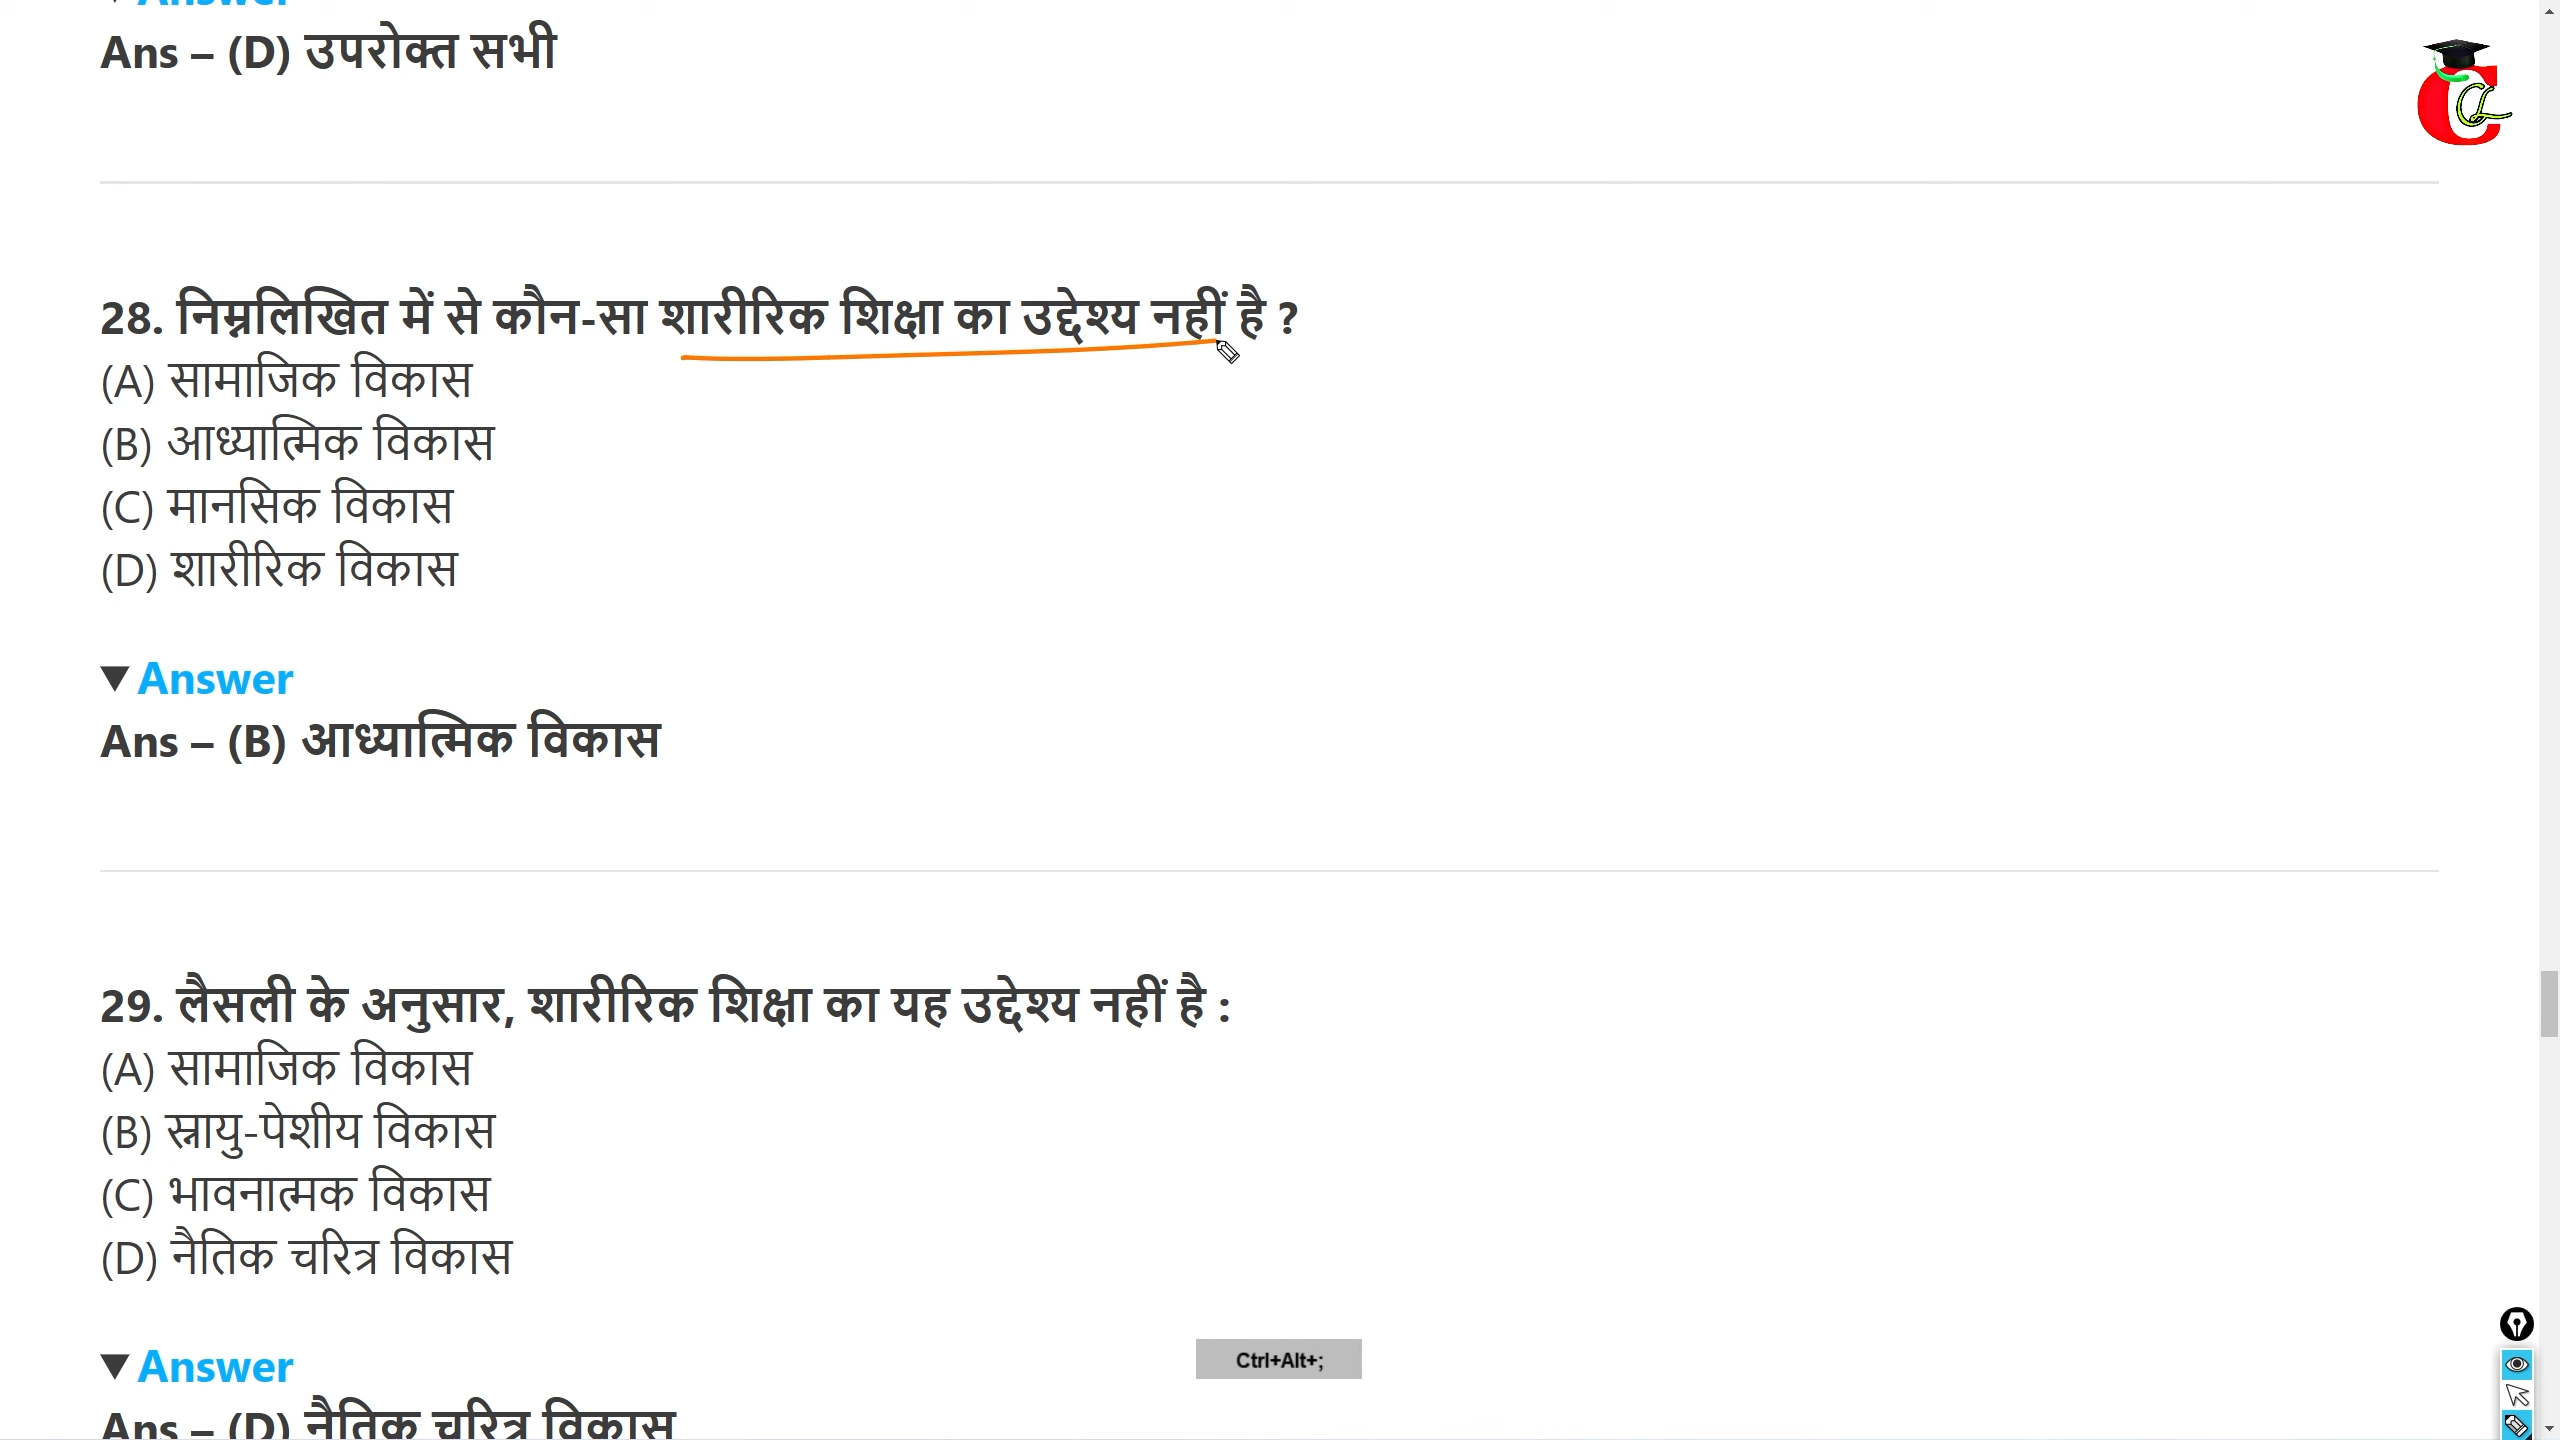 Answer
Ans – (D) उपरोक्त सभी
28. निम्नलिखित में से कौन-सा शारीरिक शिक्षा का उद्देश्य नहीं है ?
(A) सामाजिक विकास
(B) आध्यात्मिक विकास
(C) मानसिक विकास
(D) शारीरिक विकास
▼ Answer
Ans – (B) आध्यात्मिक विकास
29. लैसली के अनुसार, शारीरिक शिक्षा का यह उद्देश्य नहीं है :
(A) सामाजिक विकास
(B) स्नायु-पेशीय विकास
(C) भावनात्मक विकास
(D) नैतिक चरित्र विकास
▼ Answer
Ans – (D) नैतिक चरित्र विकास
Ctrl+Alt+;